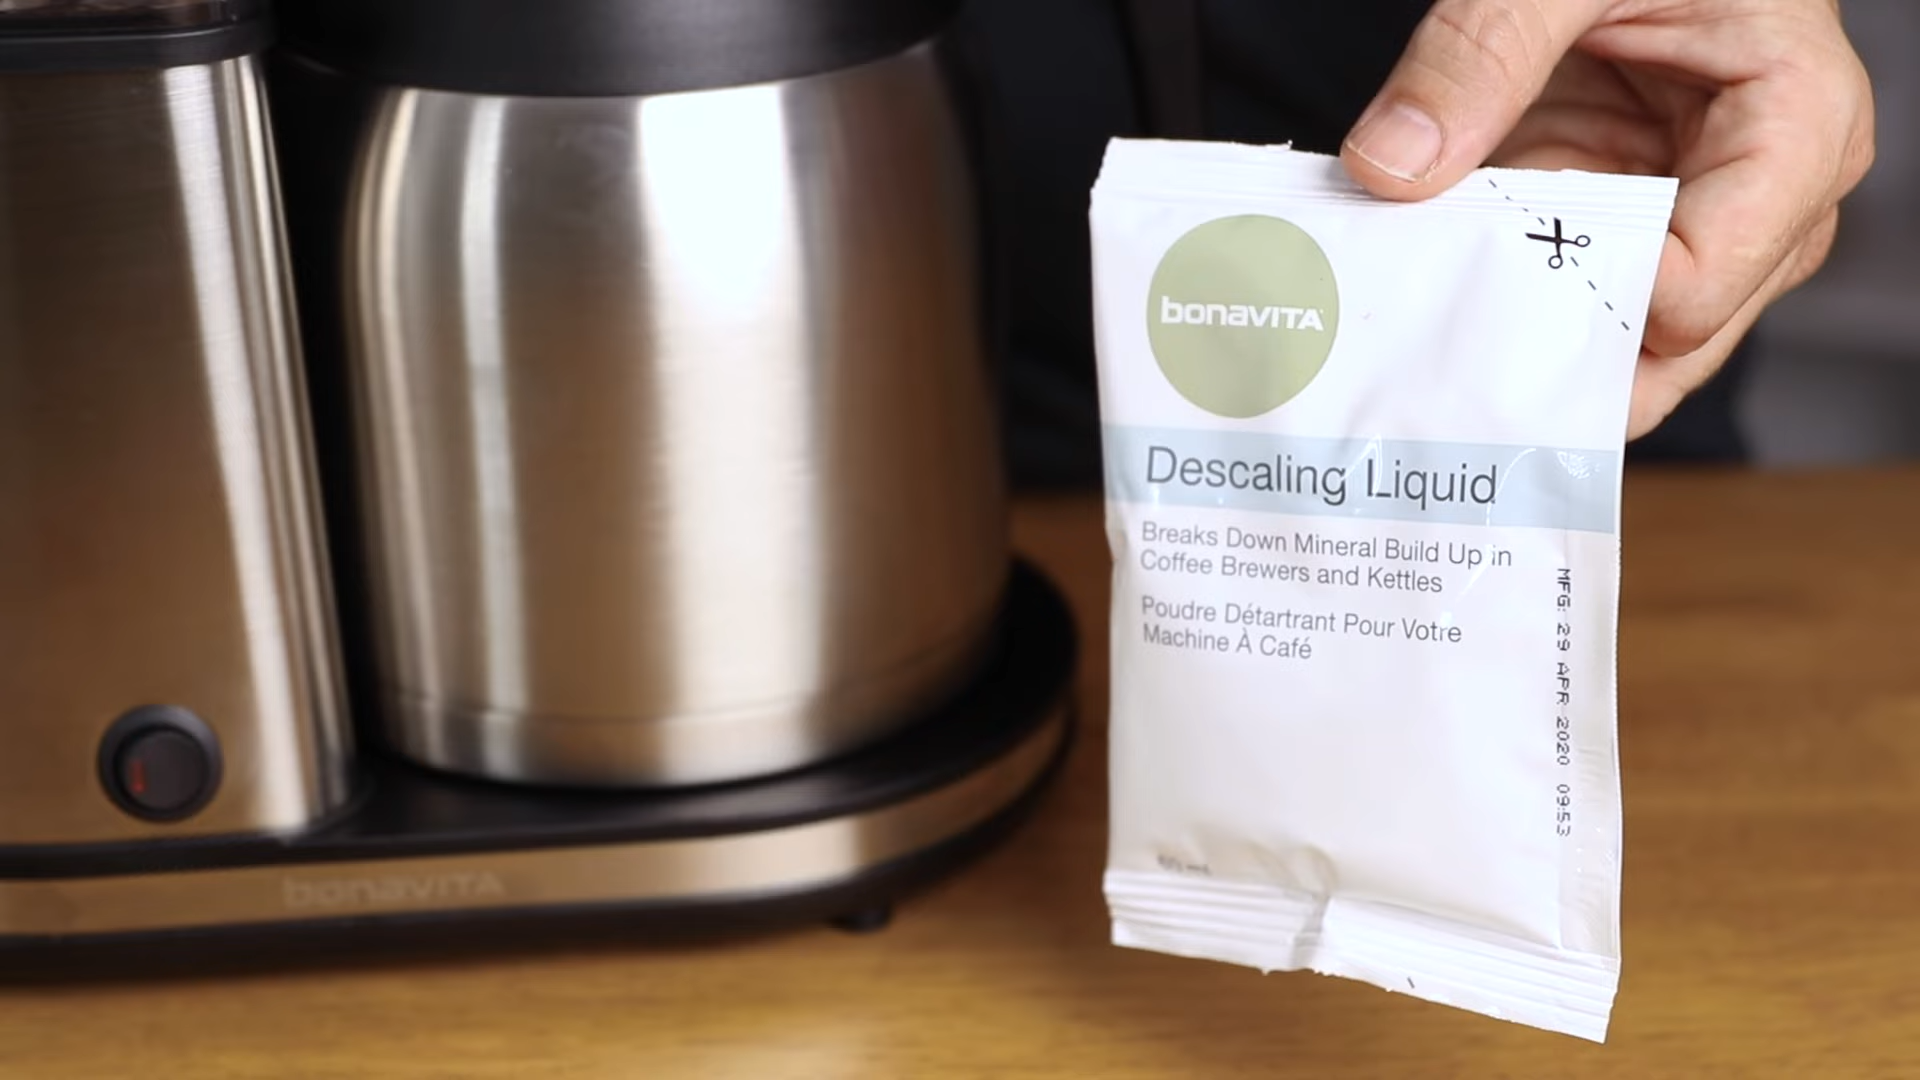 bonaVITA
Descaling Liquid
Breaks Down Mineral Build Up in
Coffee Brewers and Kettles
Poudre Détartrant Pour Votre
Machine À Café
MFG: 29 APR 2020 09:53
bonaVITA